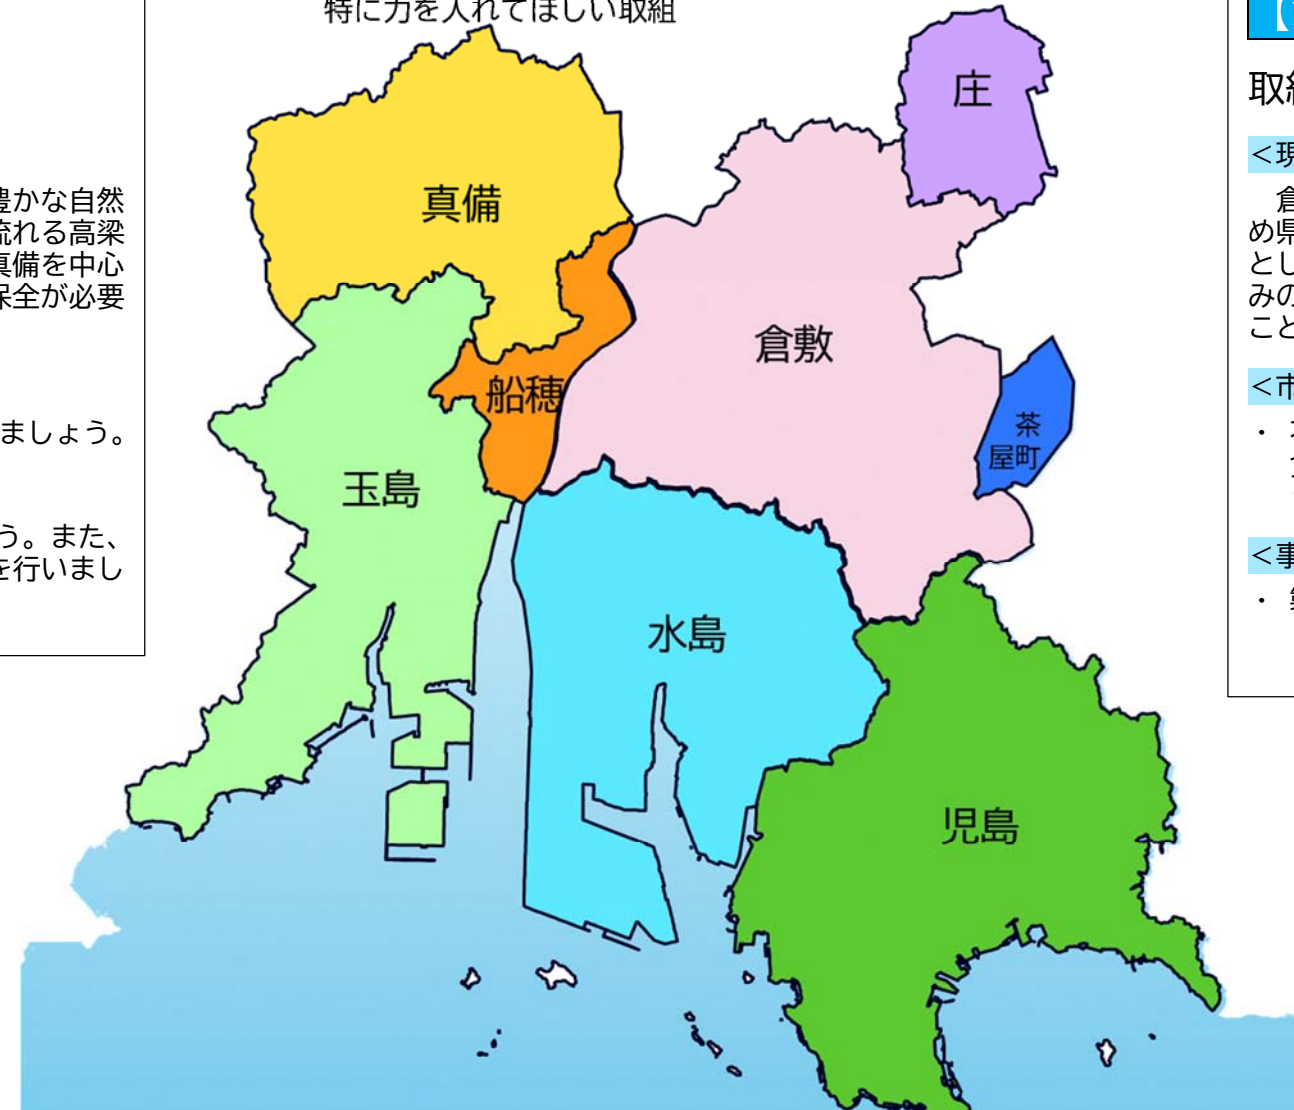 特に力を入れてほしい取組
豊かな自然
流れる高梁
真備を中心
保全が必要
ましょう。
う。また、
を行いまし
庄
真備
倉敷
船穂
茶
屋町
玉島
水島
児島
【
取
＜現
倉
め県
とし
みの
こと
＜市
・
＜事
・